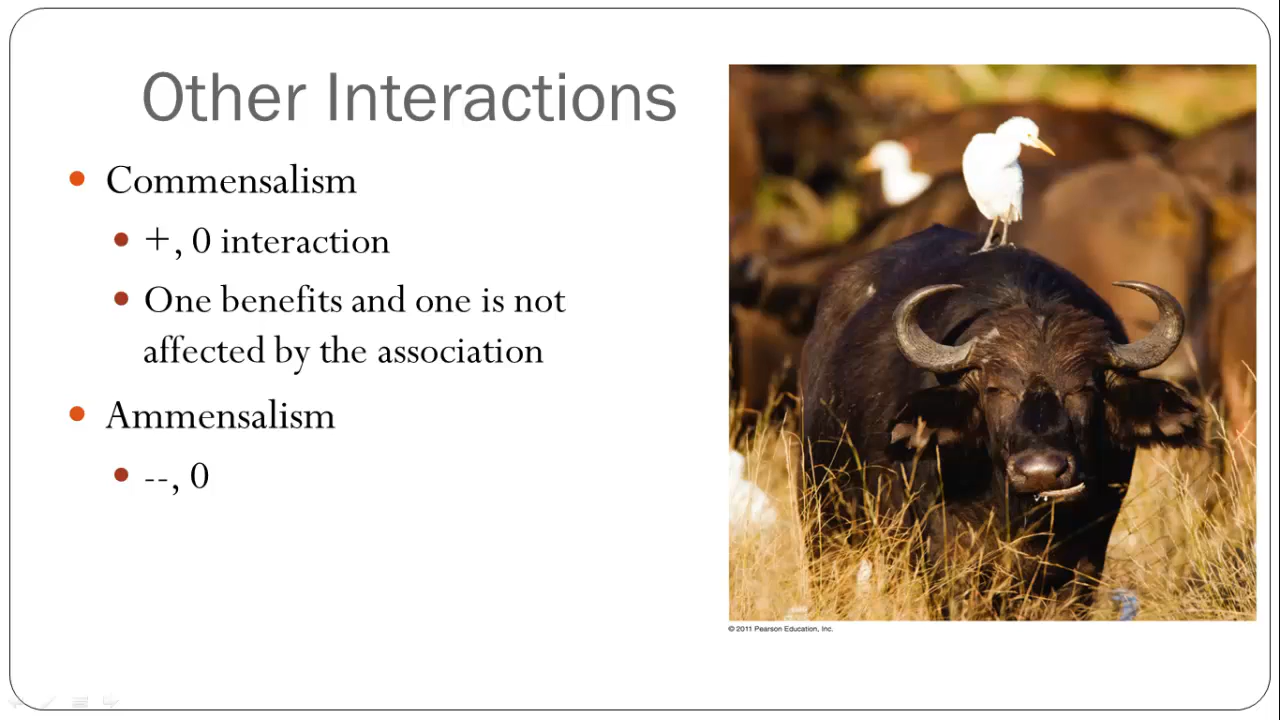 Other Interactions
Commensalism
+, 0 interaction
One benefits and one is not
affected by the association
Ammensalism
--, 0
© 2011 Pearson Education, Inc.